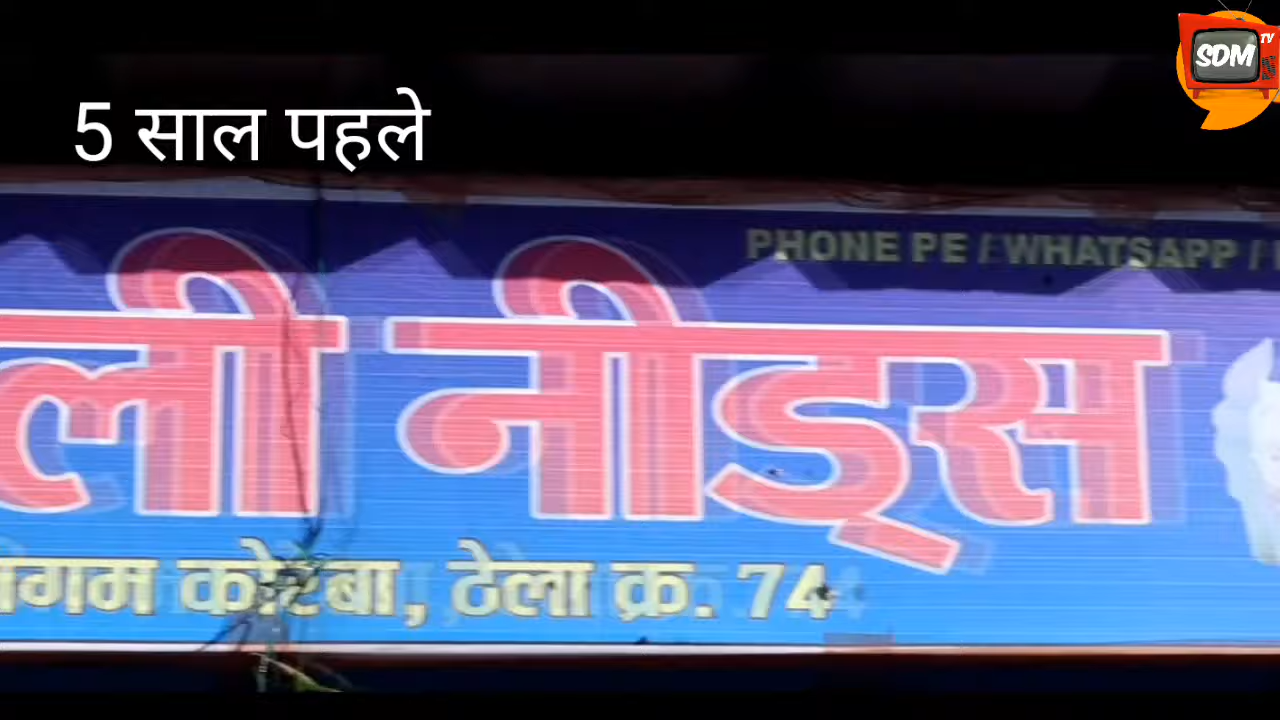 SDM TV
5 साल पहले
PHONE PE / WHATSAPP /
ली नीड्स
निगम कोरबा, ठेला क्र. 74